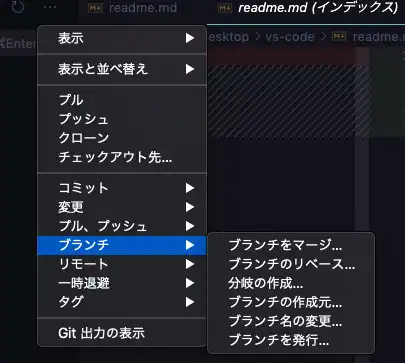 readme.md
readme.md (インデックス)
⌘Enter
esktop > vs-code > readme.m
表示
表示と並べ替え
プル
プッシュ
クローン
チェックアウト先...
コミット
変更
プル、プッシュ
ブランチ
リモート
一時退避
タグ
Git 出力の表示
ブランチをマージ...
ブランチのリベース...
分岐の作成...
ブランチの作成元...
ブランチ名の変更...
ブランチを発行...